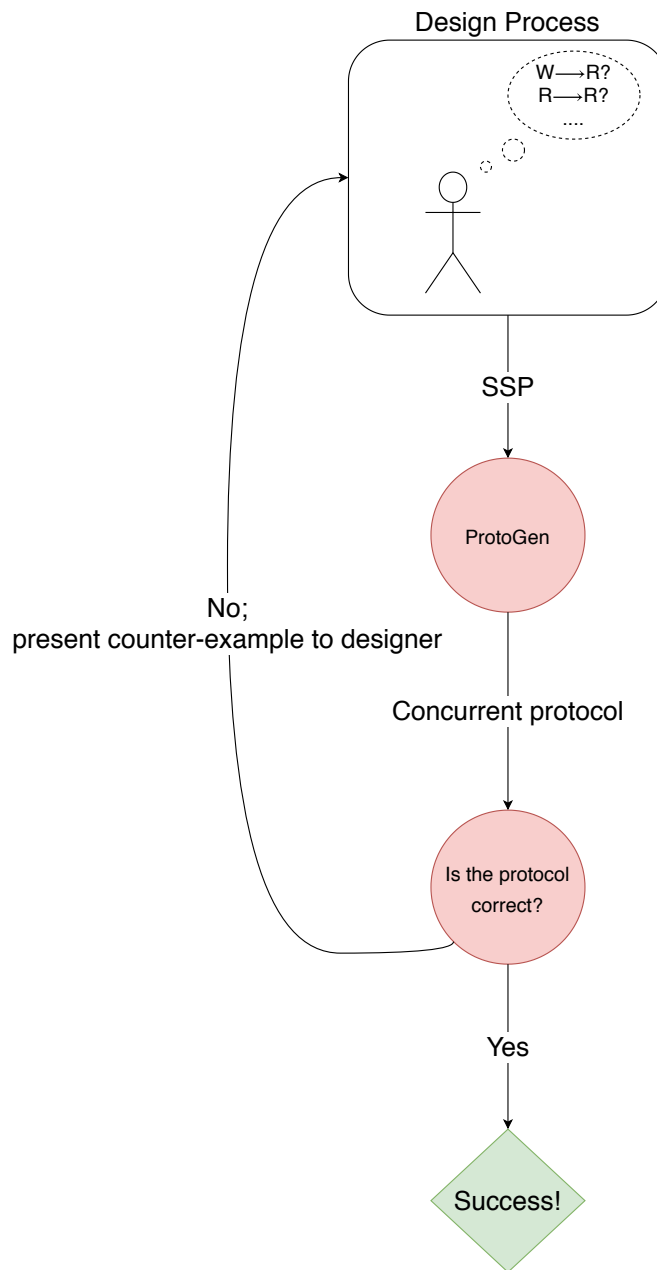 Design Process
W⟶R?
R⟶R?
....
SSP
ProtoGen
No;
present counter-example to designer
Concurrent protocol
Is the protocol
correct?
Yes
Success!